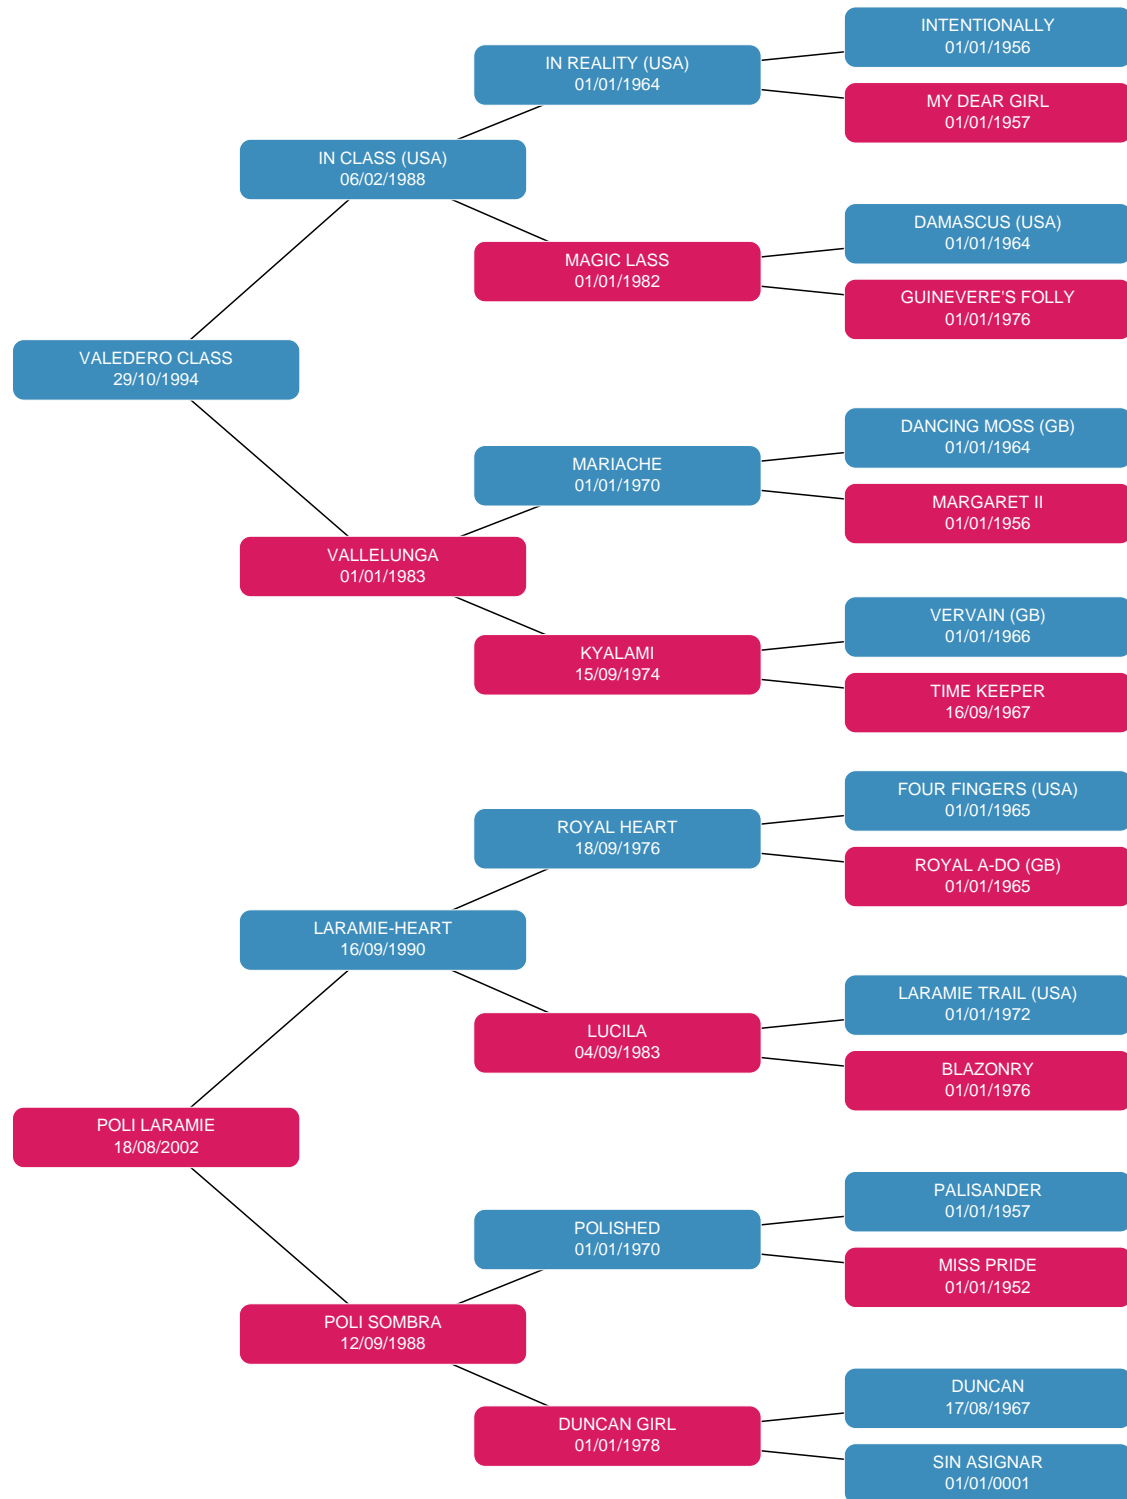 INTENTIONALLY
01/01/1956
IN REALITY (USA)
01/01/1964
MY DEAR GIRL
01/01/1957
IN CLASS (USA)
06/02/1988
DAMASCUS (USA)
01/01/1964
MAGIC LASS
01/01/1982
GUINEVERE'S FOLLY
01/01/1976
VALEDERO CLASS
29/10/1994
DANCING MOSS (GB)
01/01/1964
MARIACHE
01/01/1970
MARGARET II
01/01/1956
VALLELUNGA
01/01/1983
VERVAIN (GB)
01/01/1966
KYALAMI
15/09/1974
TIME KEEPER
16/09/1967
FOUR FINGERS (USA)
01/01/1965
ROYAL HEART
18/09/1976
ROYAL A-DO (GB)
01/01/1965
LARAMIE-HEART
16/09/1990
LARAMIE TRAIL (USA)
01/01/1972
LUCILA
04/09/1983
BLAZONRY
01/01/1976
POLI LARAMIE
18/08/2002
PALISANDER
01/01/1957
POLISHED
01/01/1970
MISS PRIDE
01/01/1952
POLI SOMBRA
12/09/1988
DUNCAN
17/08/1967
DUNCAN GIRL
01/01/1978
SIN ASIGNAR
01/01/0001